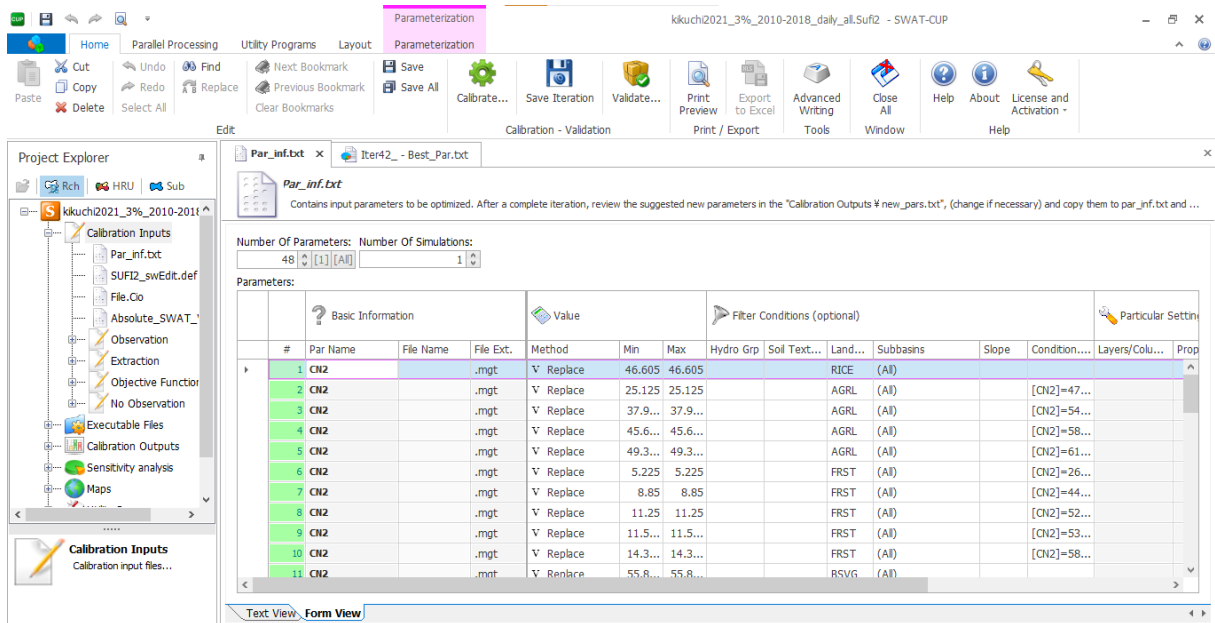 CUP
Parameterization
kikuchi2021_3%_2010-2018_daily_all.Sufi2 - SWAT-CUP
Home Parallel Processing Utility Programs Layout Parameterization
Paste
Cut Undo Find Next Bookmark Save
Copy Redo Replace Previous Bookmark Save All
Delete Select All Clear Bookmarks
Calibrate... Save Iteration Validate... Print Preview Export to Excel Advanced Writing Close All Help About License and Activation
Edit Calibration - Validation Print / Export Tools Window Help
Project Explorer
Rch HRU Sub
kikuchi2021_3%_2010-2018
Calibration Inputs
Par_inf.txt
SUFI2_swEdit.def
File.Cio
Absolute_SWAT_
Observation
Extraction
Objective Function
No Observation
Executable Files
Calibration Outputs
Sensitivity analysis
Maps
Calibration Inputs
Calibration input files...
Par_inf.txt Iter42_ - Best_Par.txt
Par_inf.txt
Contains input parameters to be optimized. After a complete iteration, review the suggested new parameters in the "Calibration Outputs ¥ new_pars.txt", (change if necessary) and copy them to par_inf.txt and ...
Number Of Parameters: Number Of Simulations:
48 [1] [All] 1
Parameters:
Basic Information Value Filter Conditions (optional) Particular Setting
# Par Name File Name File Ext. Method Min Max Hydro Grp Soil Text... Land... Subbasins Slope Condition.... Layers/Colu... Prop
1 CN2 .mgt V Replace 46.605 46.605 RICE (All)
2 CN2 .mgt V Replace 25.125 25.125 AGRL (All) [CN2]=47...
3 CN2 .mgt V Replace 37.9... 37.9... AGRL (All) [CN2]=54...
4 CN2 .mgt V Replace 45.6... 45.6... AGRL (All) [CN2]=58...
5 CN2 .mgt V Replace 49.3... 49.3... AGRL (All) [CN2]=61...
6 CN2 .mgt V Replace 5.225 5.225 FRST (All) [CN2]=26...
7 CN2 .mgt V Replace 8.85 8.85 FRST (All) [CN2]=44...
8 CN2 .mgt V Replace 11.25 11.25 FRST (All) [CN2]=52...
9 CN2 .mgt V Replace 11.5... 11.5... FRST (All) [CN2]=53...
10 CN2 .mgt V Replace 14.3... 14.3... FRST (All) [CN2]=58...
11 CN2 .mgt V Replace 55.8... 55.8... RSVG (All)
Text View Form View